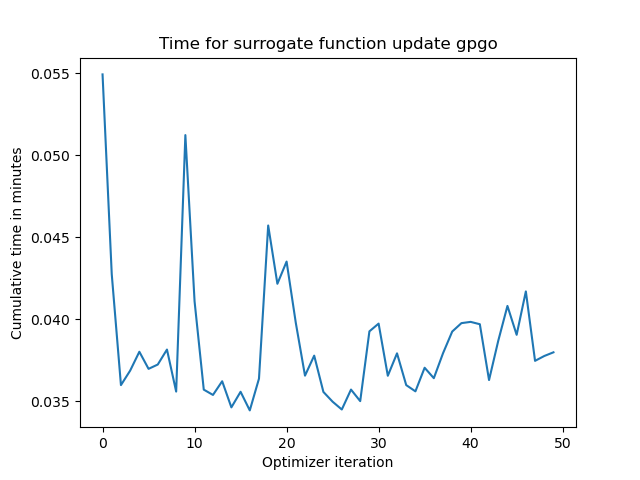 Time for surrogate function update gpgo
Cumulative time in minutes
0.055
0.050
0.045
0.040
0.035
0 10 20 30 40 50
Optimizer iteration